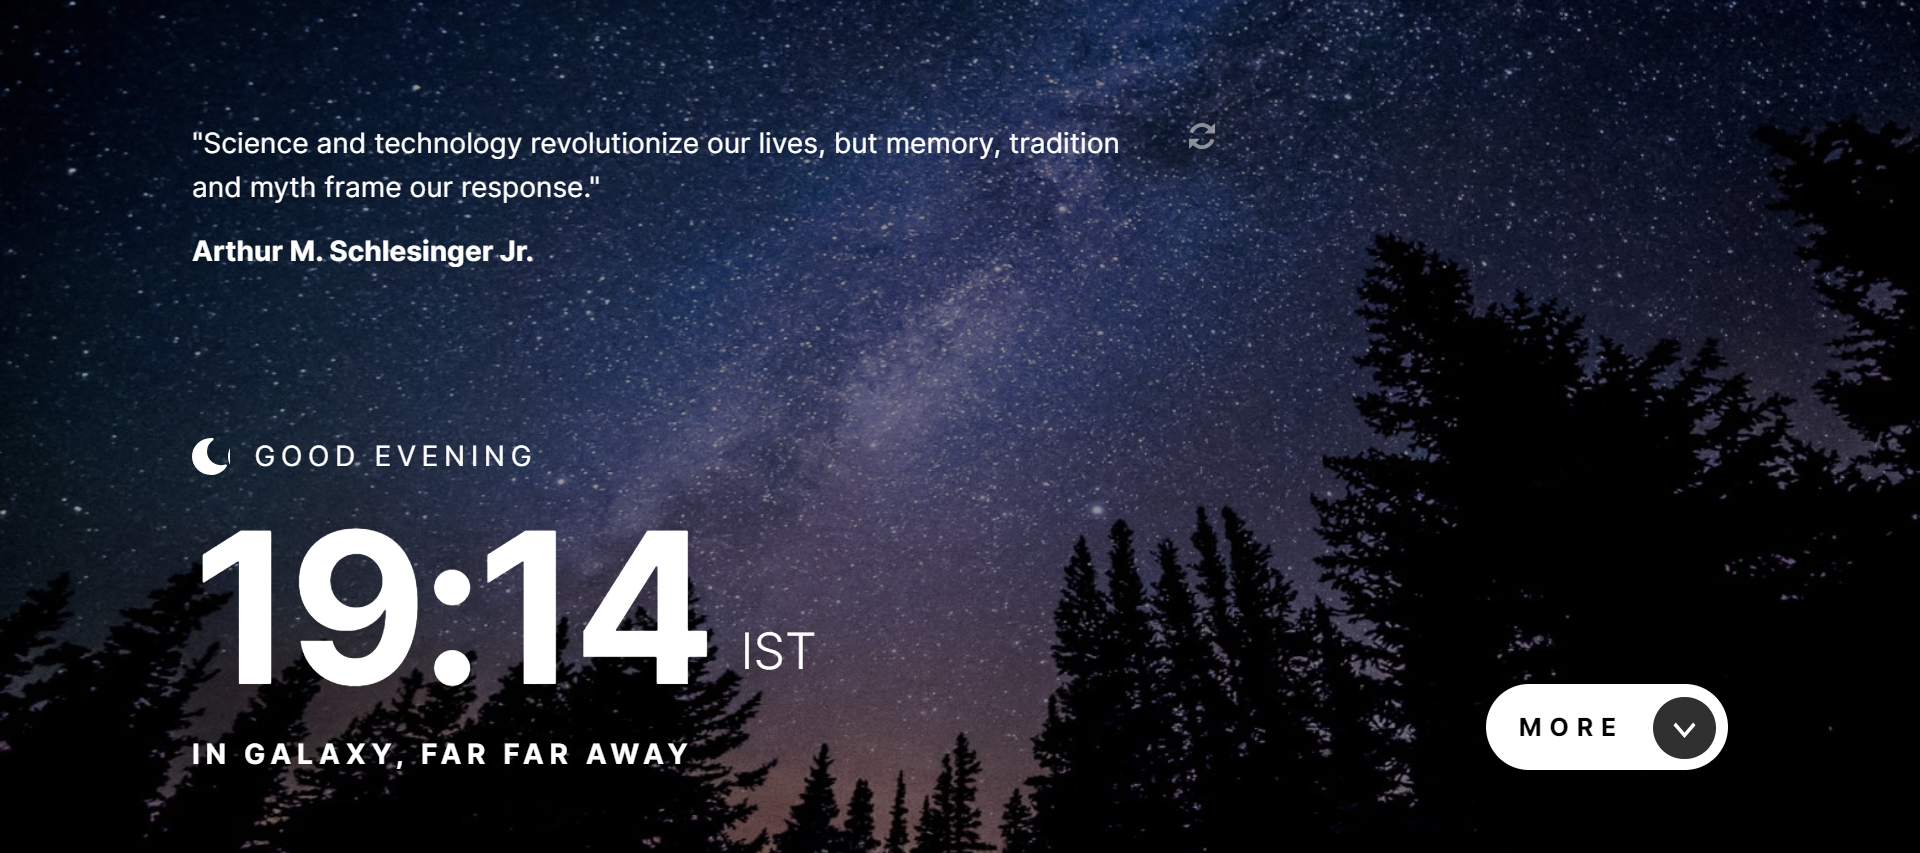 "Science and technology revolutionize our lives, but memory, tradition
and myth frame our response."
Arthur M. Schlesinger Jr.
GOOD EVENING
19:14 IST
IN GALAXY, FAR FAR AWAY
MORE